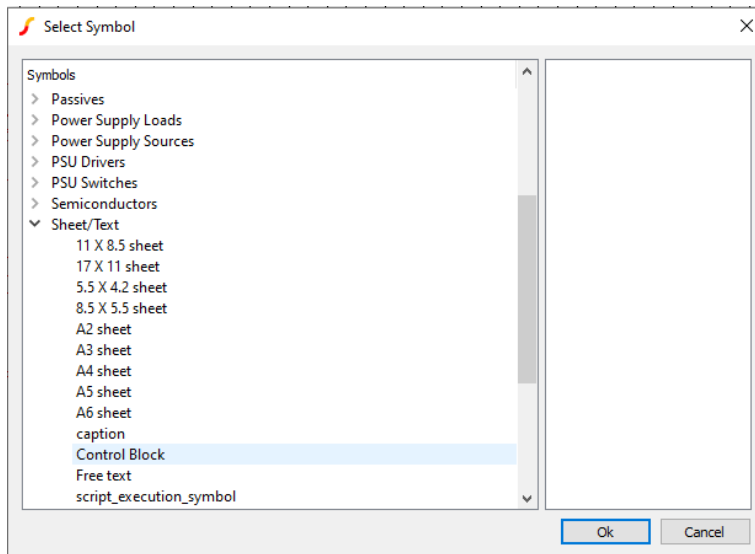 Select Symbol
Symbols
Passives
Power Supply Loads
Power Supply Sources
PSU Drivers
PSU Switches
Semiconductors
Sheet/Text
11 X 8.5 sheet
17 X 11 sheet
5.5 X 4.2 sheet
8.5 X 5.5 sheet
A2 sheet
A3 sheet
A4 sheet
A5 sheet
A6 sheet
caption
Control Block
Free text
script_execution_symbol
Ok Cancel